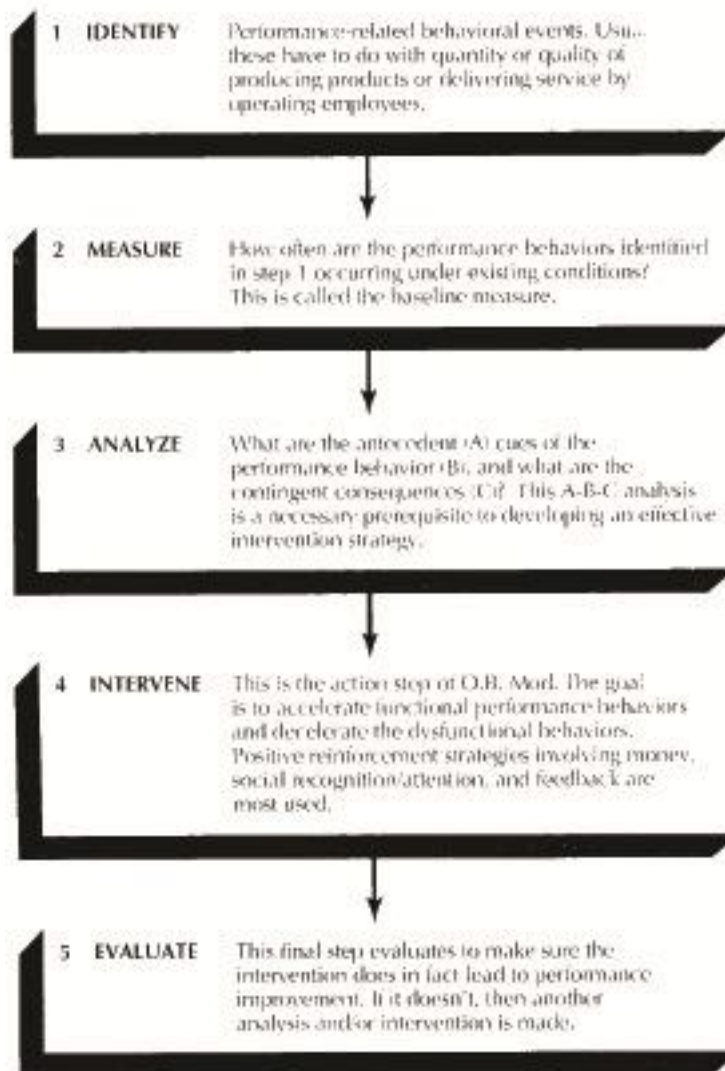 1 IDENTIFY Performance-related behavioral events. Usu...
these have to do with quantity or quality of
producing products or delivering service by
operating employees.
2 MEASURE How often are the performance behaviors identified
in step 1 occurring under existing conditions?
This is called the baseline measure.
3 ANALYZE What are the antecedent (A) cues of the
performance behavior (B), and what are the
contingent consequences (C)? This A-B-C analysis
is a necessary prerequisite to developing an effective
intervention strategy.
4 INTERVENE This is the action step of O.B. Mod. The goal
is to accelerate functional performance behaviors
and decelerate the dysfunctional behaviors.
Positive reinforcement strategies involving money,
social recognition/attention, and feedback are
most used.
5 EVALUATE This final step evaluates to make sure the
intervention does in fact lead to performance
improvement. If it doesn't, then another
analysis and/or intervention is made.